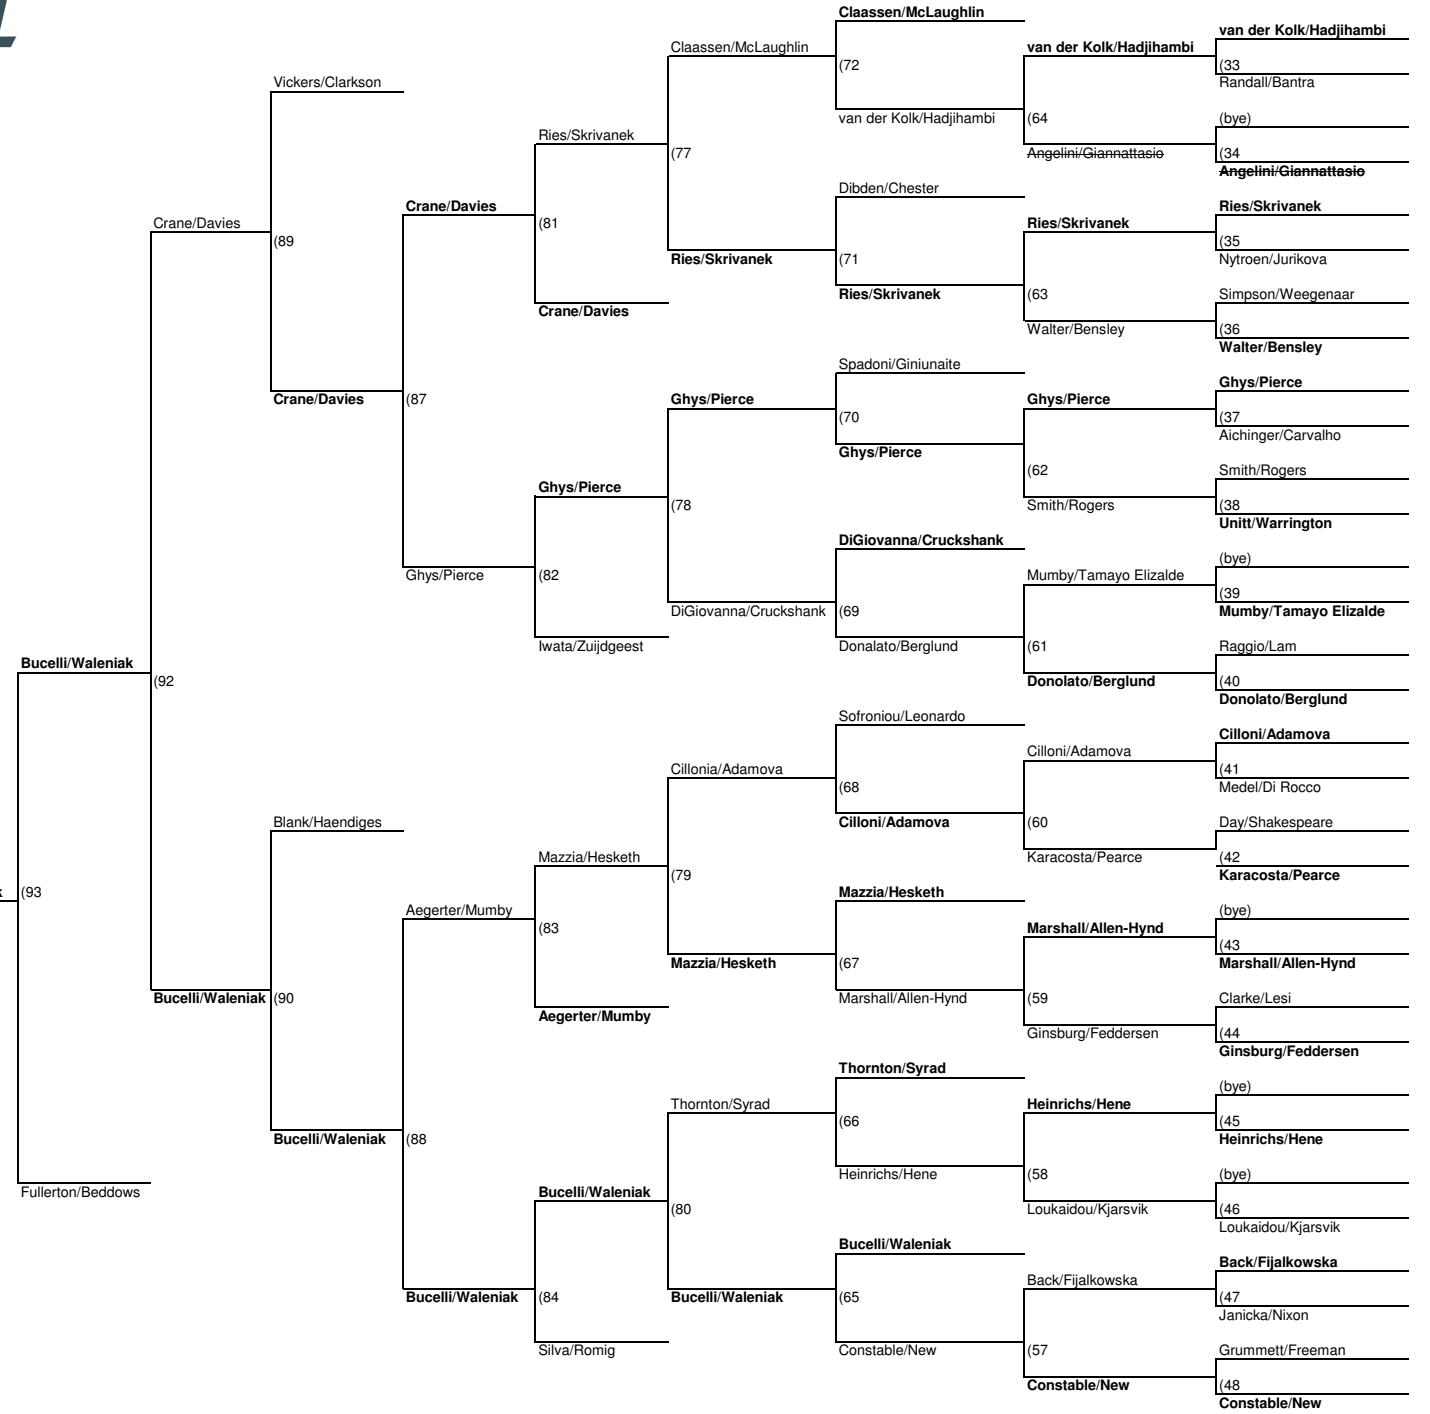 Claassen/McLaughlin
van der Kolk/Hadjihambi
Claassen/McLaughlin
van der Kolk/Hadjihambi
(72
(33
Vickers/Clarkson
Randall/Bantra
van der Kolk/Hadjihambi
(64
(bye)
Ries/Skrivanek
(77
Angelini/Giannattasio
(34
Angelini/Giannattasio
Dibden/Chester
Crane/Davies
Ries/Skrivanek
Crane/Davies
(81
Ries/Skrivanek
(89
(35
Ries/Skrivanek
(71
Nytroen/Jurikova
Ries/Skrivanek
(63
Simpson/Weegenaar
Crane/Davies
Walter/Bensley
(36
Walter/Bensley
Spadoni/Giniunaite
Ghys/Pierce
Crane/Davies
(87
Ghys/Pierce
Ghys/Pierce
(70
(37
Aichinger/Carvalho
Ghys/Pierce
(62
Smith/Rogers
Ghys/Pierce
(78
Smith/Rogers
(38
Unitt/Warrington
DiGiovanna/Cruckshank
(bye)
Ghys/Pierce
(82
Mumby/Tamayo Elizalde
(39
DiGiovanna/Cruckshank
(69
Mumby/Tamayo Elizalde
Iwata/Zuijdgeest
Donalato/Berglund
(61
Raggio/Lam
Bucelli/Waleniak
(92
Donolato/Berglund
(40
Donolato/Berglund
Sofroniou/Leonardo
Cilloni/Adamova
Cilloni/Adamova
Cillonia/Adamova
(41
(68
Medel/Di Rocco
Blank/Haendiges
Cilloni/Adamova
(60
Day/Shakespeare
Mazzia/Hesketh
Karacosta/Pearce
(42
(79
Karacosta/Pearce
k
(93
Mazzia/Hesketh
Aegerter/Mumby
(bye)
(83
Marshall/Allen-Hynd
(43
Mazzia/Hesketh
(67
Marshall/Allen-Hynd
Bucelli/Waleniak
(90
Marshall/Allen-Hynd
(59
Clarke/Lesi
Aegerter/Mumby
Ginsburg/Feddersen
(44
Ginsburg/Feddersen
Thornton/Syrad
(bye)
Thornton/Syrad
Heinrichs/Hene
(66
(45
Bucelli/Waleniak
(88
Heinrichs/Hene
Heinrichs/Hene
(58
(bye)
Fullerton/Beddows
Bucelli/Waleniak
(80
Loukaidou/Kjarsvik
(46
Loukaidou/Kjarsvik
Bucelli/Waleniak
Back/Fijalkowska
Back/Fijalkowska
Bucelli/Waleniak
(84
Bucelli/Waleniak
(65
(47
Janicka/Nixon
Silva/Romig
Constable/New
(57
Grummett/Freeman
Constable/New
(48
Constable/New